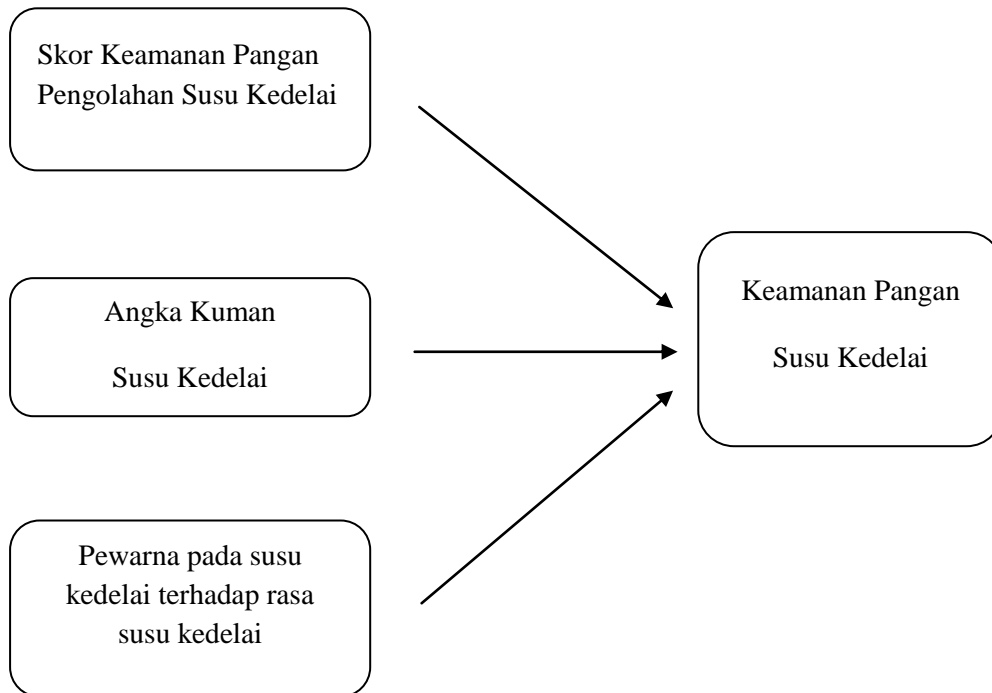 Skor Keamanan Pangan
Pengolahan Susu Kedelai
Angka Kuman
Susu Kedelai
Keamanan Pangan
Susu Kedelai
Pewarna pada susu
kedelai terhadap rasa
susu kedelai